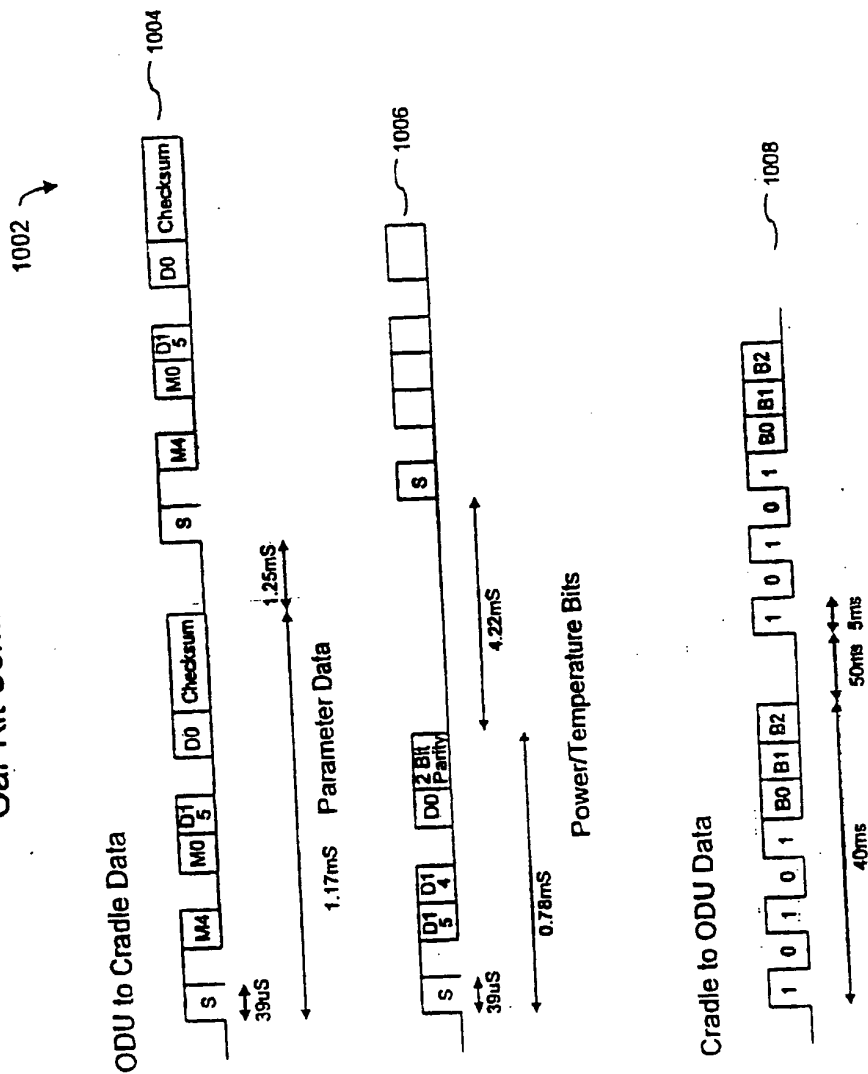 1002
ODU to Cradle Data
S M4 M0 D1 5 D0 Checksum S M4 M0 D1 5 D0 Checksum
1004
39uS
1.17mS
1.25mS
Parameter Data
S D1 5 D1 4 D0 2 Bit Parity S
1006
39uS
0.78mS
4.22mS
Power/Temperature Bits
Cradle to ODU Data
1 0 1 0 1 B0 B1 B2 1 0 1 0 1 B0 B1 B2
1008
40ms
50ms
5ms